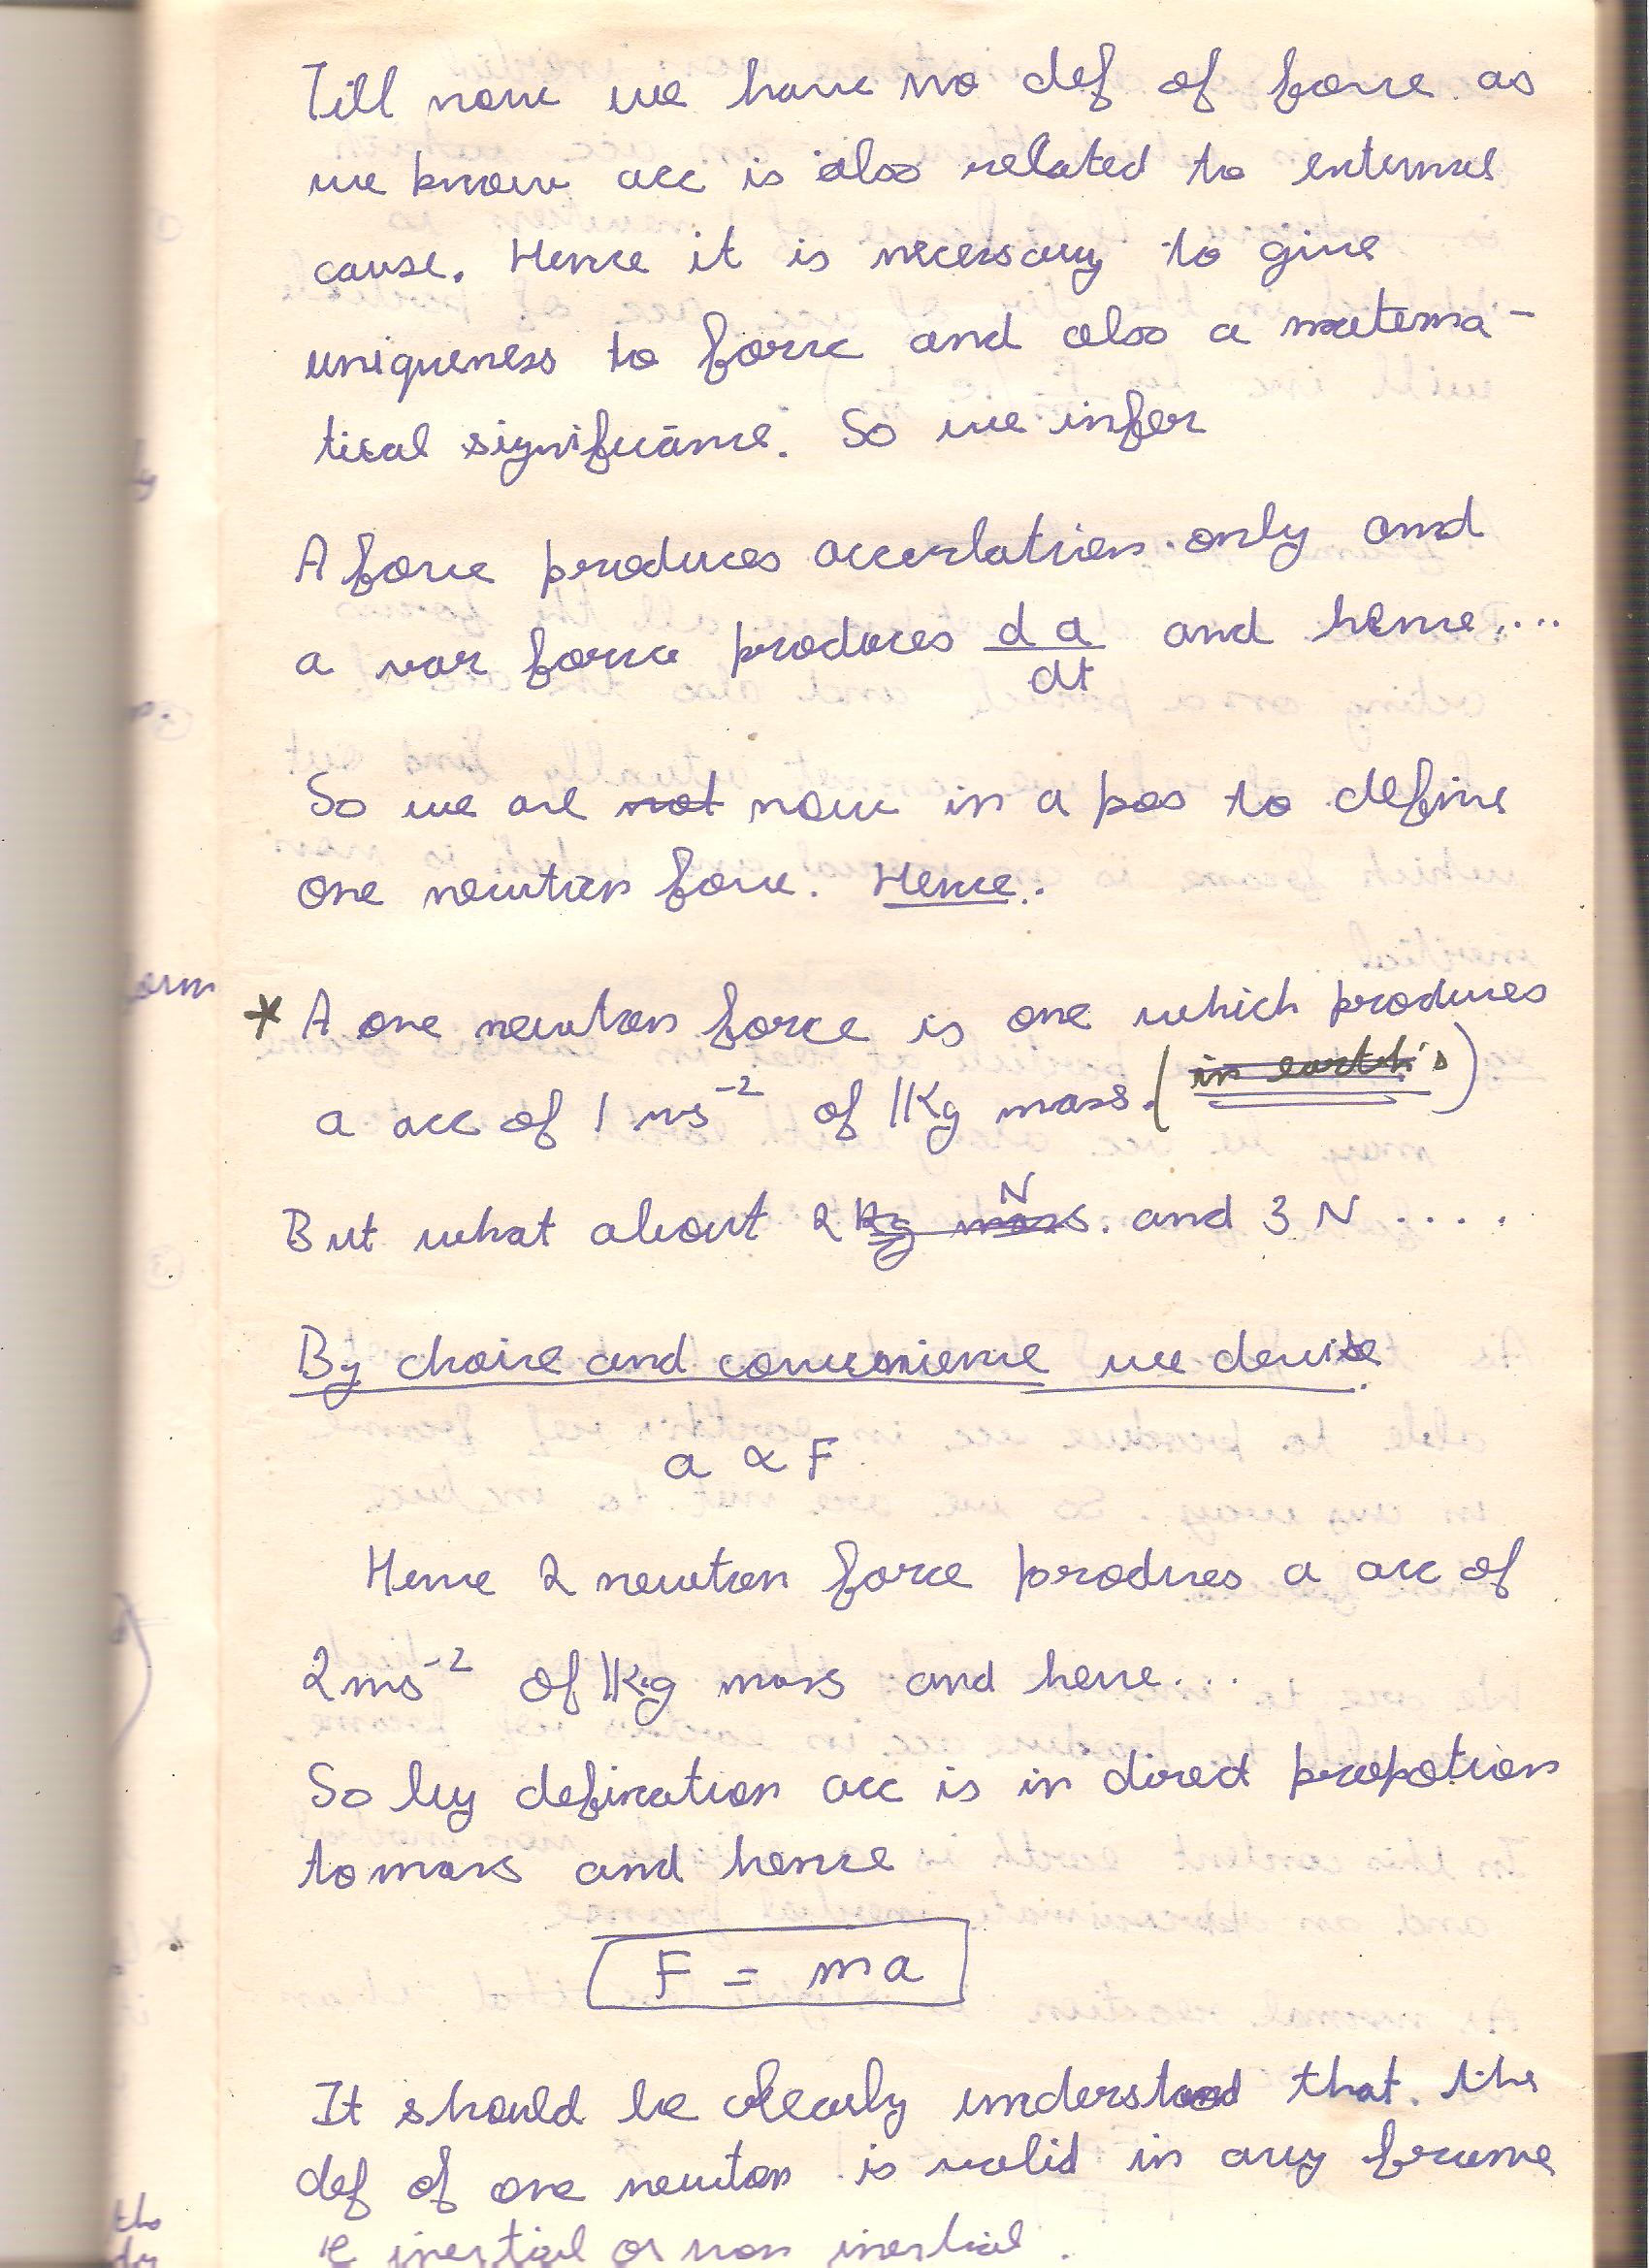 Till now we have no def of force as
we know acc is also related to external
cause. Hence it is necessary to give
uniqueness to force and also a matema-
tical significance. So we infer
A force produces accerlation only and
a var force produces da/dt and hence...
So we are not now in a pos to define
one newton force. Hence.
* A one newton force is one which produces
a acc of 1 ms⁻² of 1Kg mass. (in earth's)
But what about 2 Kg mass. N and 3 N ....
By choice and convenience we devise
a ∝ F
Hence 2 newton force produces a acc of
2ms⁻² of 1Kg mass and hence...
So by defination acc is in direct propotion
to mass and hence
F = ma
It should be clearly understood that the
def of one newton is valid in any frame
ie inertial or non inertial.